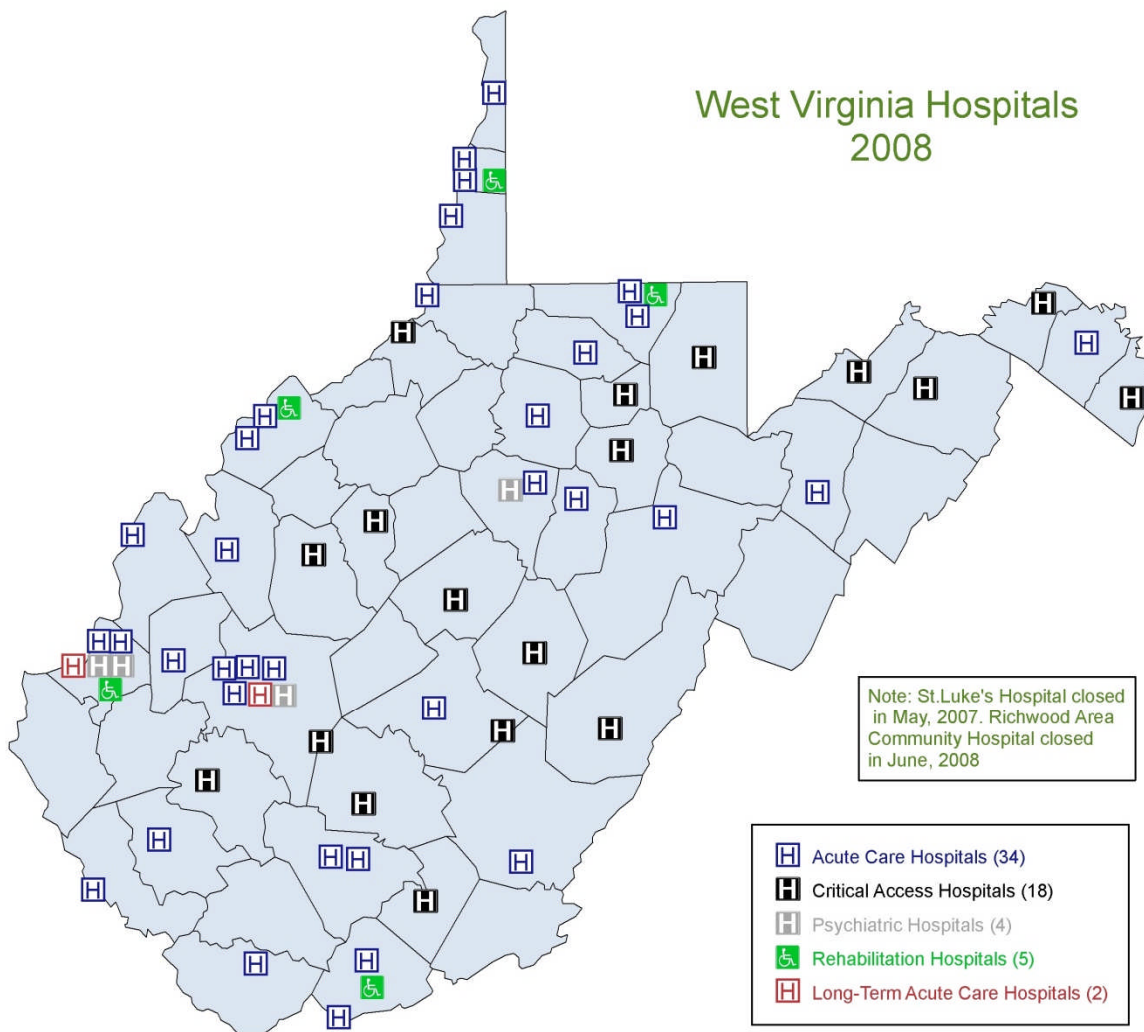 West Virginia Hospitals
2008
Note: St.Luke's Hospital closed
in May, 2007. Richwood Area
Community Hospital closed
in June, 2008
H Acute Care Hospitals (34)
H Critical Access Hospitals (18)
H Psychiatric Hospitals (4)
Rehabilitation Hospitals (5)
H Long-Term Acute Care Hospitals (2)